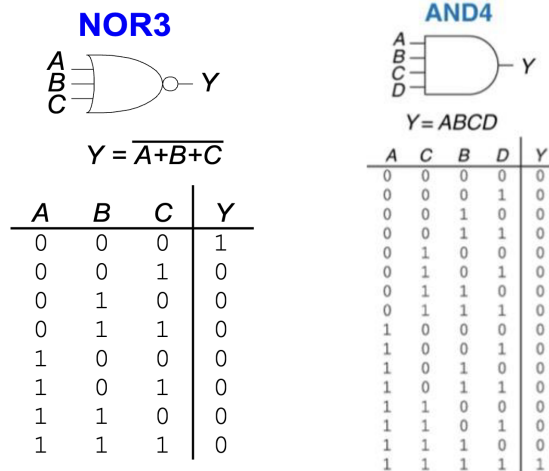 NOR3
A
B
C
Y
Y = A+B+C
A B C Y
0 0 0 1
0 0 1 0
0 1 0 0
0 1 1 0
1 0 0 0
1 0 1 0
1 1 0 0
1 1 1 0
AND4
A
B
C
D
Y
Y = ABCD
A C B D Y
0 0 0 0 0
0 0 0 1 0
0 0 1 0 0
0 0 1 1 0
0 1 0 0 0
0 1 0 1 0
0 1 1 0 0
0 1 1 1 0
1 0 0 0 0
1 0 0 1 0
1 0 1 0 0
1 0 1 1 0
1 1 0 0 0
1 1 0 1 0
1 1 1 0 0
1 1 1 1 1